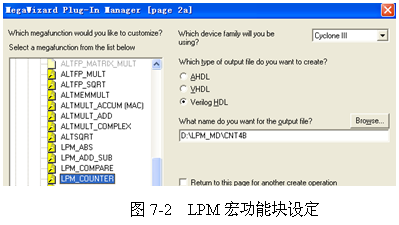 MegaWizard Plug-In Manager [page 2a]
Which megafunction would you like to customize?
Select a megafunction from the list below
ALTFP_MATRIX_MULT
ALTFP_MULT
ALTFP_SQRT
ALTMEMMULT
ALTMULT_ACCUM (MAC)
ALTMULT_ADD
ALTMULT_COMPLEX
ALTSQRT
LPM_ABS
LPM_ADD_SUB
LPM_COMPARE
LPM_COUNTER
Which device family will you be using?
Cyclone III
Which type of output file do you want to create?
AHDL
VHDL
Verilog HDL
What name do you want for the output file?
Browse...
D:\LPM_MD\CNT4B
Return to this page for another create operation
图 7-2 LPM 宏功能块设定